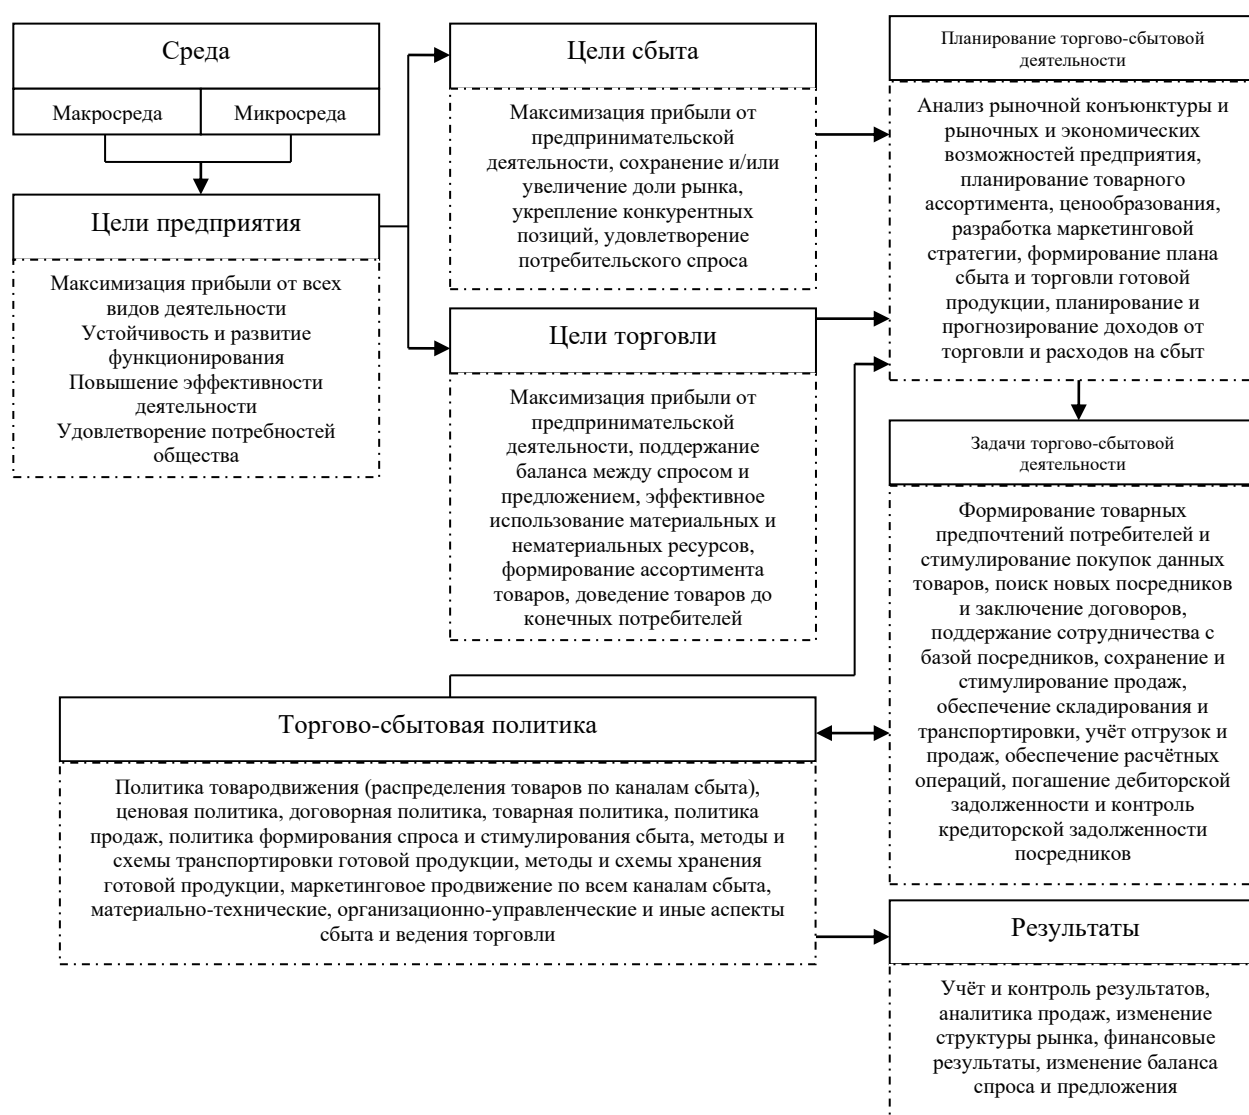 Среда
Макросреда
Микросреда
Цели предприятия
Максимизация прибыли от всех
видов деятельности
Устойчивость и развитие
функционирования
Повышение эффективности
деятельности
Удовлетворение потребностей
общества
Цели сбыта
Максимизация прибыли от
предпринимательской
деятельности, сохранение и/или
увеличение доли рынка,
укрепление конкурентных
позиций, удовлетворение
потребительского спроса
Цели торговли
Максимизация прибыли от
предпринимательской
деятельности, поддержание
баланса между спросом и
предложением, эффективное
использование материальных и
нематериальных ресурсов,
формирование ассортимента
товаров, доведение товаров до
конечных потребителей
Планирование торгово-сбытовой
деятельности
Анализ рыночной конъюнктуры и
рыночных и экономических
возможностей предприятия,
планирование товарного
ассортимента, ценообразования,
разработка маркетинговой
стратегии, формирование плана
сбыта и торговли готовой
продукции, планирование и
прогнозирование доходов от
торговли и расходов на сбыт
Задачи торгово-сбытовой
деятельности
Формирование товарных
предпочтений потребителей и
стимулирование покупок данных
товаров, поиск новых посредников
и заключение договоров,
поддержание сотрудничества с
базой посредников, сохранение и
стимулирование продаж,
обеспечение складирования и
транспортировки, учёт отгрузок и
продаж, обеспечение расчётных
операций, погашение дебиторской
задолженности и контроль
кредиторской задолженности
посредников
Торгово-сбытовая политика
Политика товародвижения (распределения товаров по каналам сбыта),
ценовая политика, договорная политика, товарная политика, политика
продаж, политика формирования спроса и стимулирования сбыта, методы и
схемы транспортировки готовой продукции, методы и схемы хранения
готовой продукции, маркетинговое продвижение по всем каналам сбыта,
материально-технические, организационно-управленческие и иные аспекты
сбыта и ведения торговли
Результаты
Учёт и контроль результатов,
аналитика продаж, изменение
структуры рынка, финансовые
результаты, изменение баланса
спроса и предложения